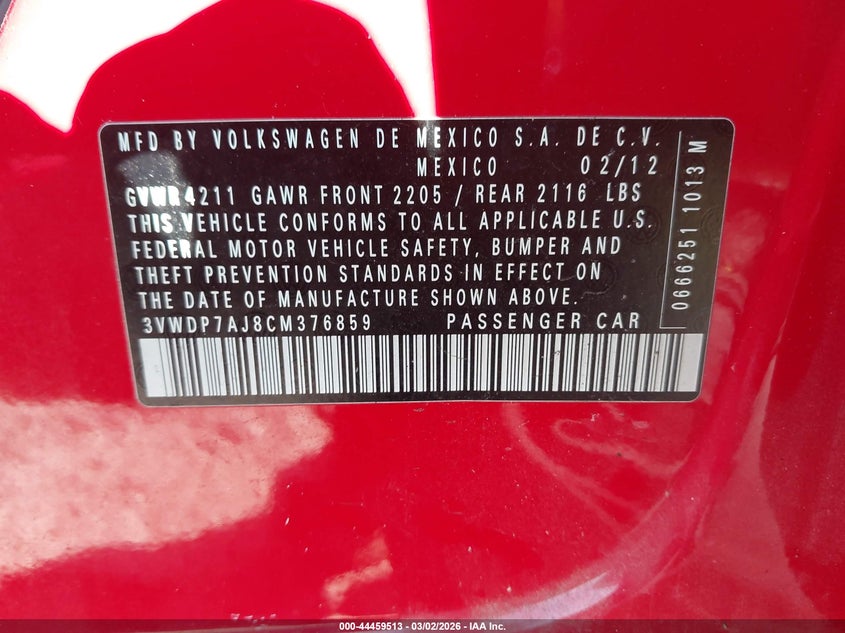 MFD BY VOLKSWAGEN DE MEXICO S.A. DE C.V.
MEXICO 02/12
GVWR 4211 GAWR FRONT 2205 / REAR 2116 LBS
THIS VEHICLE CONFORMS TO ALL APPLICABLE U.S.
FEDERAL MOTOR VEHICLE SAFETY, BUMPER AND
THEFT PREVENTION STANDARDS IN EFFECT ON
THE DATE OF MANUFACTURE SHOWN ABOVE.
3VWDP7AJ8CM376859 PASSENGER CAR
0666251 1013 M
000-44459513 - 03/02/2026 - IAA Inc.